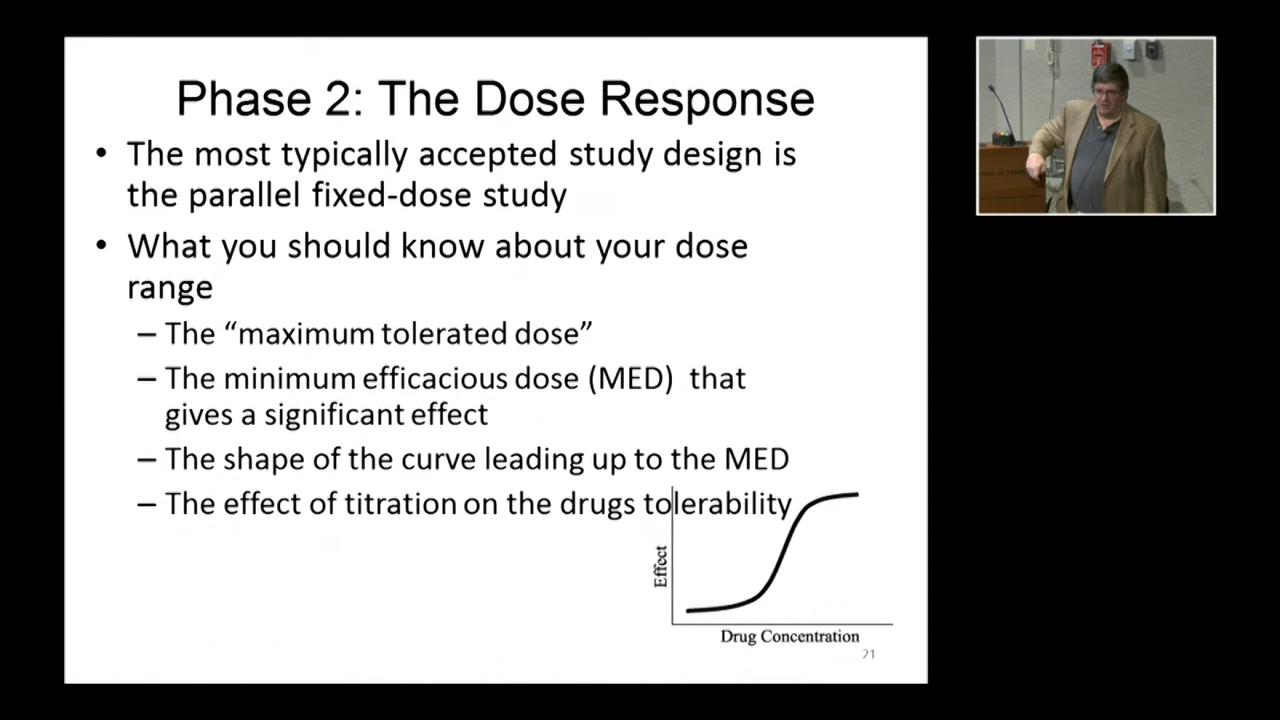 Phase 2: The Dose Response
• The most typically accepted study design is
the parallel fixed-dose study
• What you should know about your dose
range
– The “maximum tolerated dose”
– The minimum efficacious dose (MED) that
gives a significant effect
– The shape of the curve leading up to the MED
– The effect of titration on the drugs tolerability
Effect
Drug Concentration
21